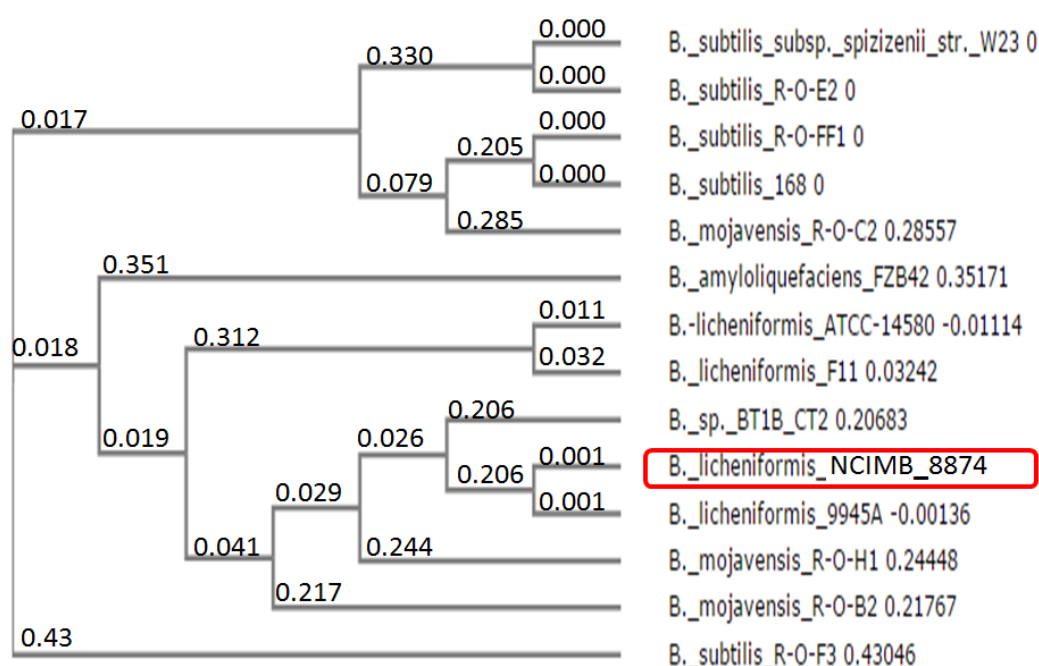 0.000
B._subtilis_subsp._spizizenii_str._W23 0
0.330
0.000
B._subtilis_R-O-E2 0
0.017
0.000
B._subtilis_R-O-FF1 0
0.205
0.079
0.000
B._subtilis_168 0
0.285
B._mojavensis_R-O-C2 0.28557
0.351
B._amyloliquefaciens_FZB42 0.35171
0.011
B.-licheniformis_ATCC-14580 -0.01114
0.312
0.018
0.032
B._licheniformis_F11 0.03242
0.206
B._sp._BT1B_CT2 0.20683
0.019
0.026
0.001
B._licheniformis_NCIMB_8874
0.206
0.029
0.001
B._licheniformis_9945A -0.00136
0.041
0.244
B._mojavensis_R-O-H1 0.24448
0.217
B._mojavensis_R-O-B2 0.21767
0.43
B._subtilis_R-O-F3 0.43046